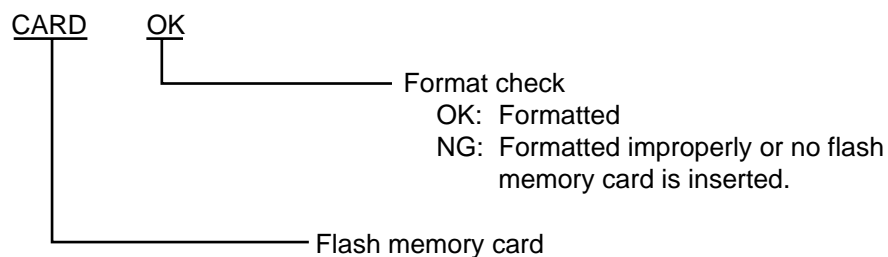 CARD OK
Format check
OK: Formatted
NG: Formatted improperly or no flash
memory card is inserted.
Flash memory card